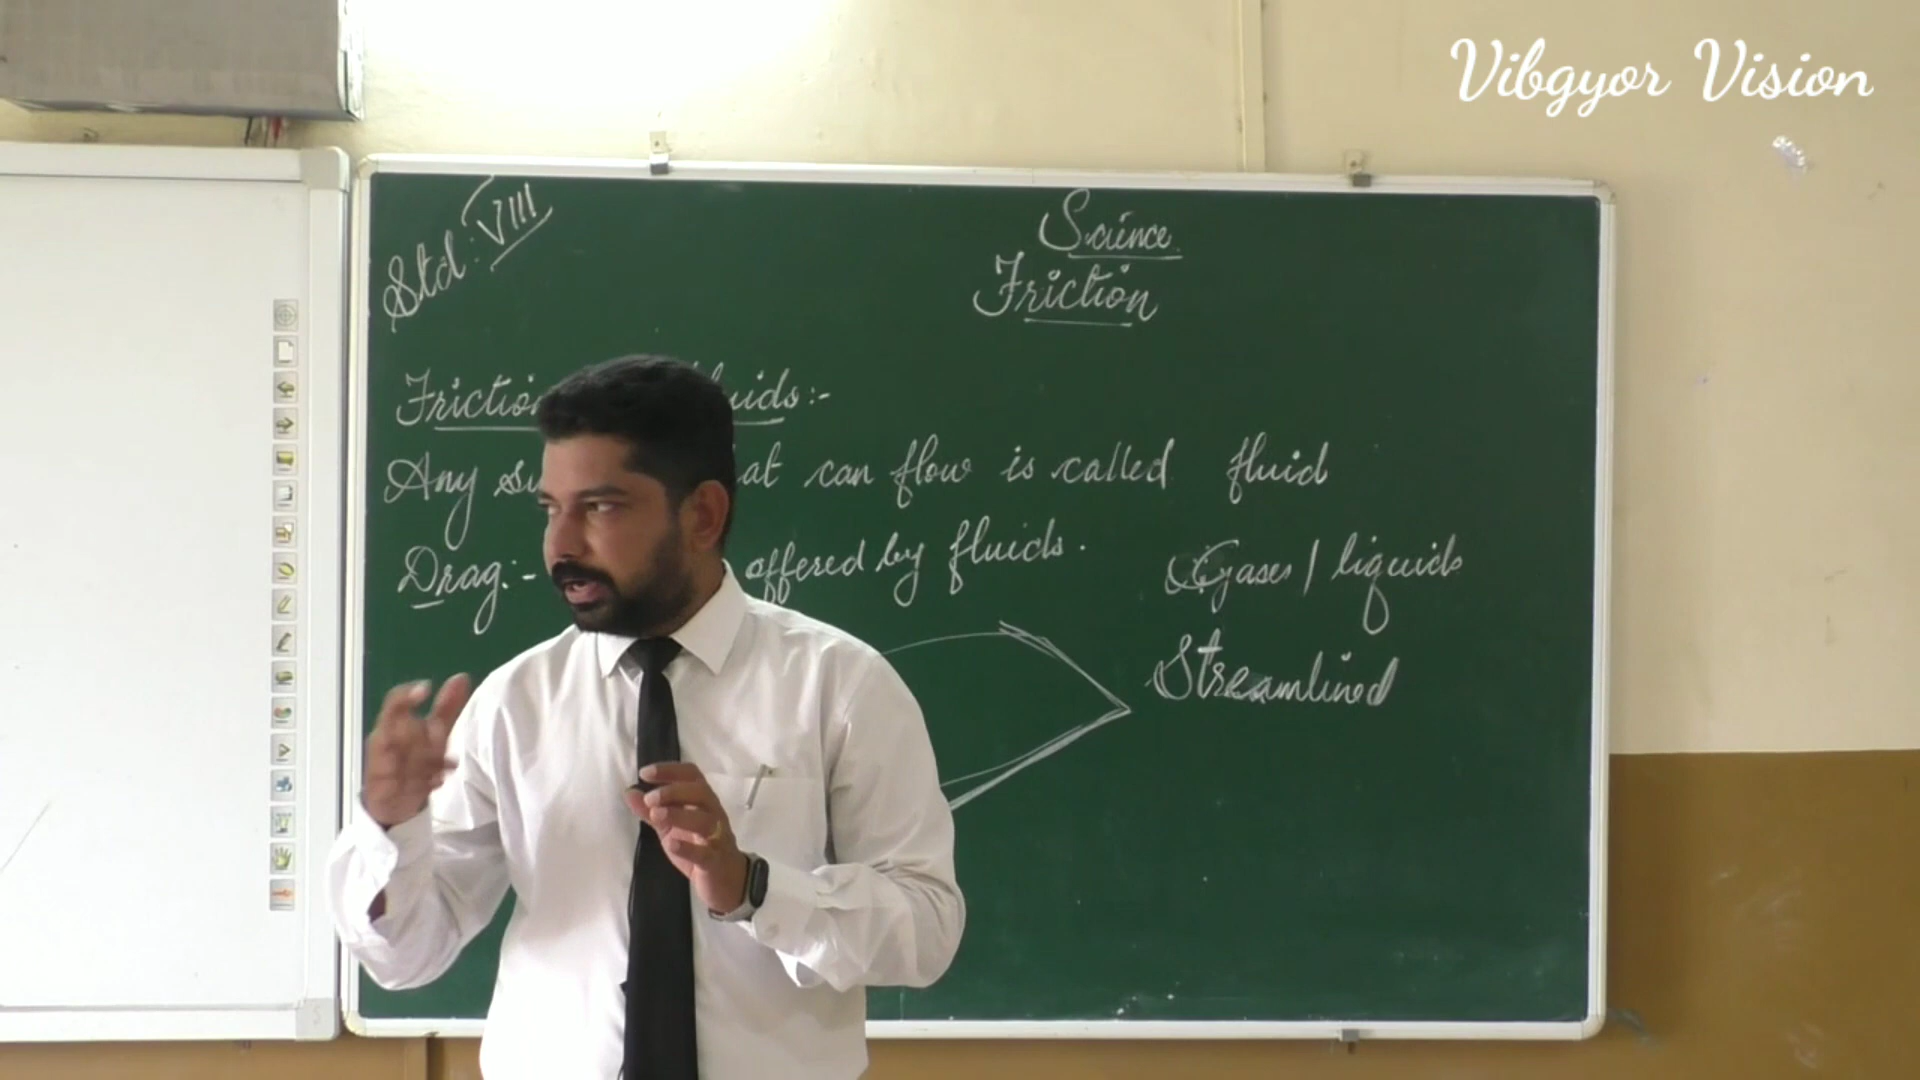 Vibgyor Vision
Std: VIII
Science
Friction
Friction uids:-
Any su at can flow is called fluid
Drag:- offered by fluids.
Gases / liquids
Streamlined